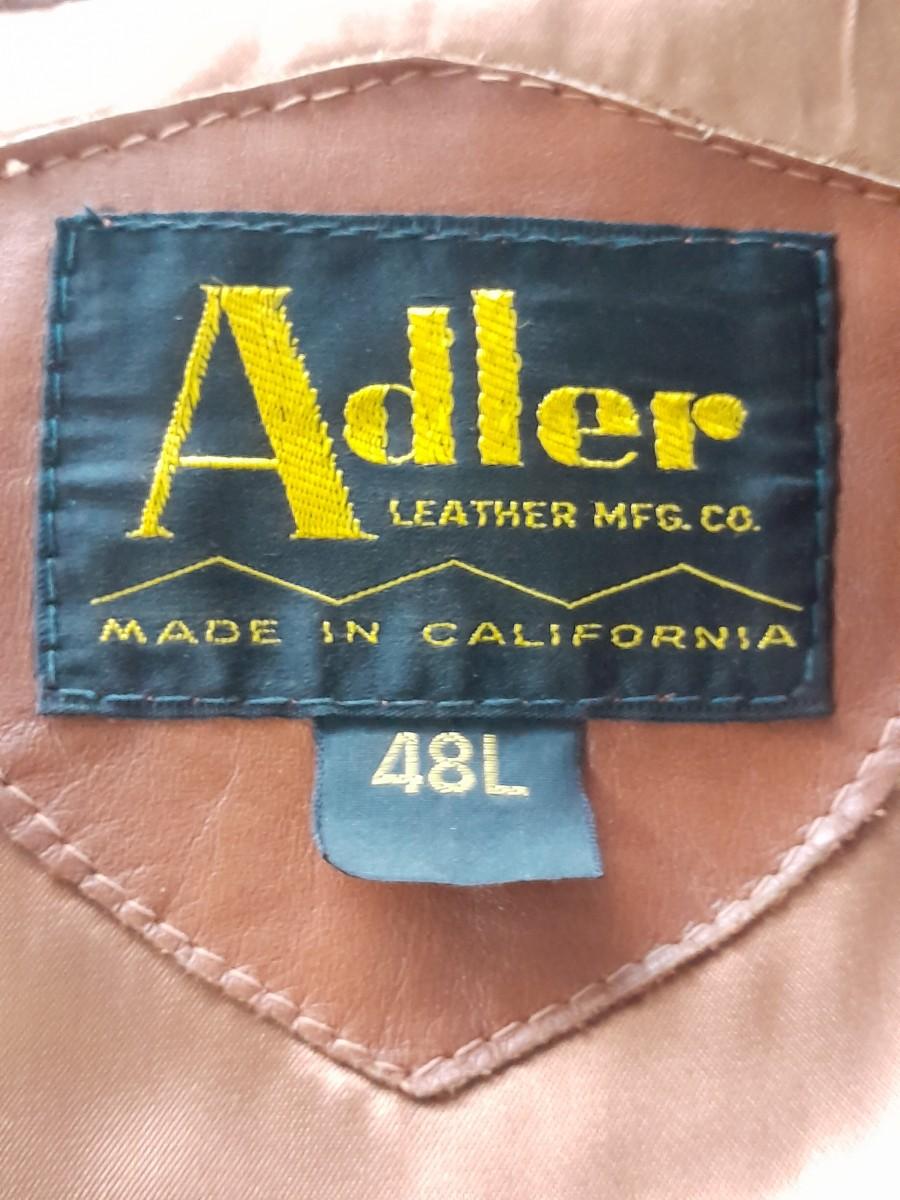 Adler
LEATHER MFG. CO.
MADE IN CALIFORNIA
48L